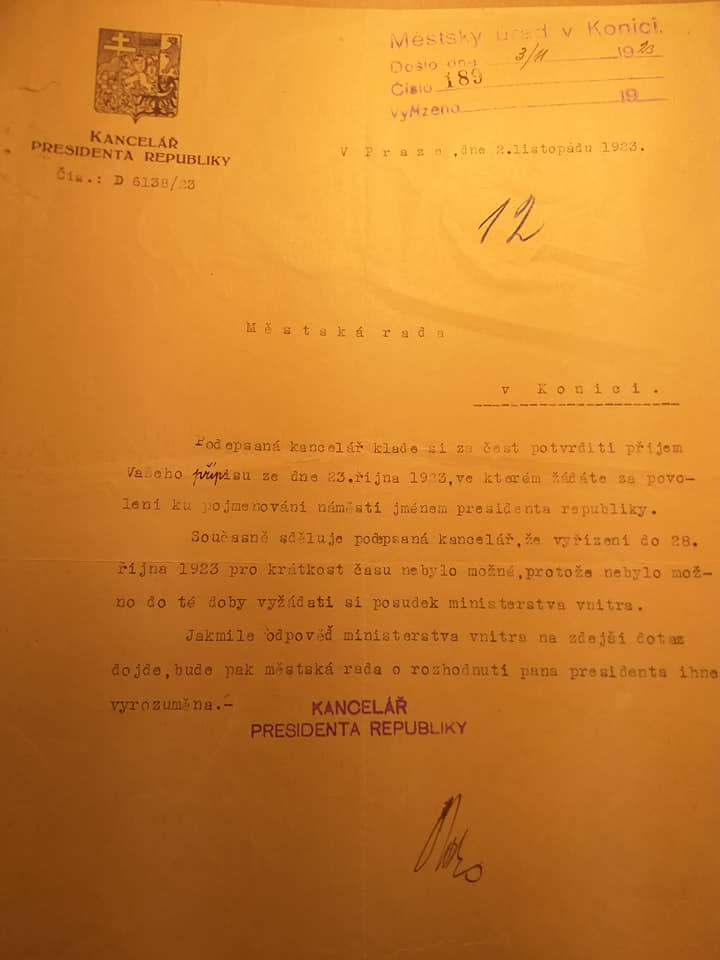 Městský úřad v Konici.
Došlo dne 3/11 1923
Číslo 189
Vyřízeno 19
KANCELÁŘ
PRESIDENTA REPUBLIKY
Čís.: D 6138/23
V Praze, dne 2.listopadu 1923.
12
Městská rada
v Konici.
Podepsaná kancelář klade si za čest potvrditi příjem
Vašeho přípisu ze dne 23.října 1923,ve kterém žádáte za povo-
lení ku pojmenování náměstí jménem presidenta republiky.
Současně sděluje podepsaná kancelář,že vyřízení do 28.
října 1923 pro krátkost času nebylo možné,protože nebylo mož-
no do té doby vyžádati si posudek ministerstva vnitra.
Jakmile odpověď ministerstva vnitra na zdejší dotaz
dojde,bude pak městská rada o rozhodnutí pana presidenta ihne
vyrozuměna.-
KANCELÁŘ
PRESIDENTA REPUBLIKY